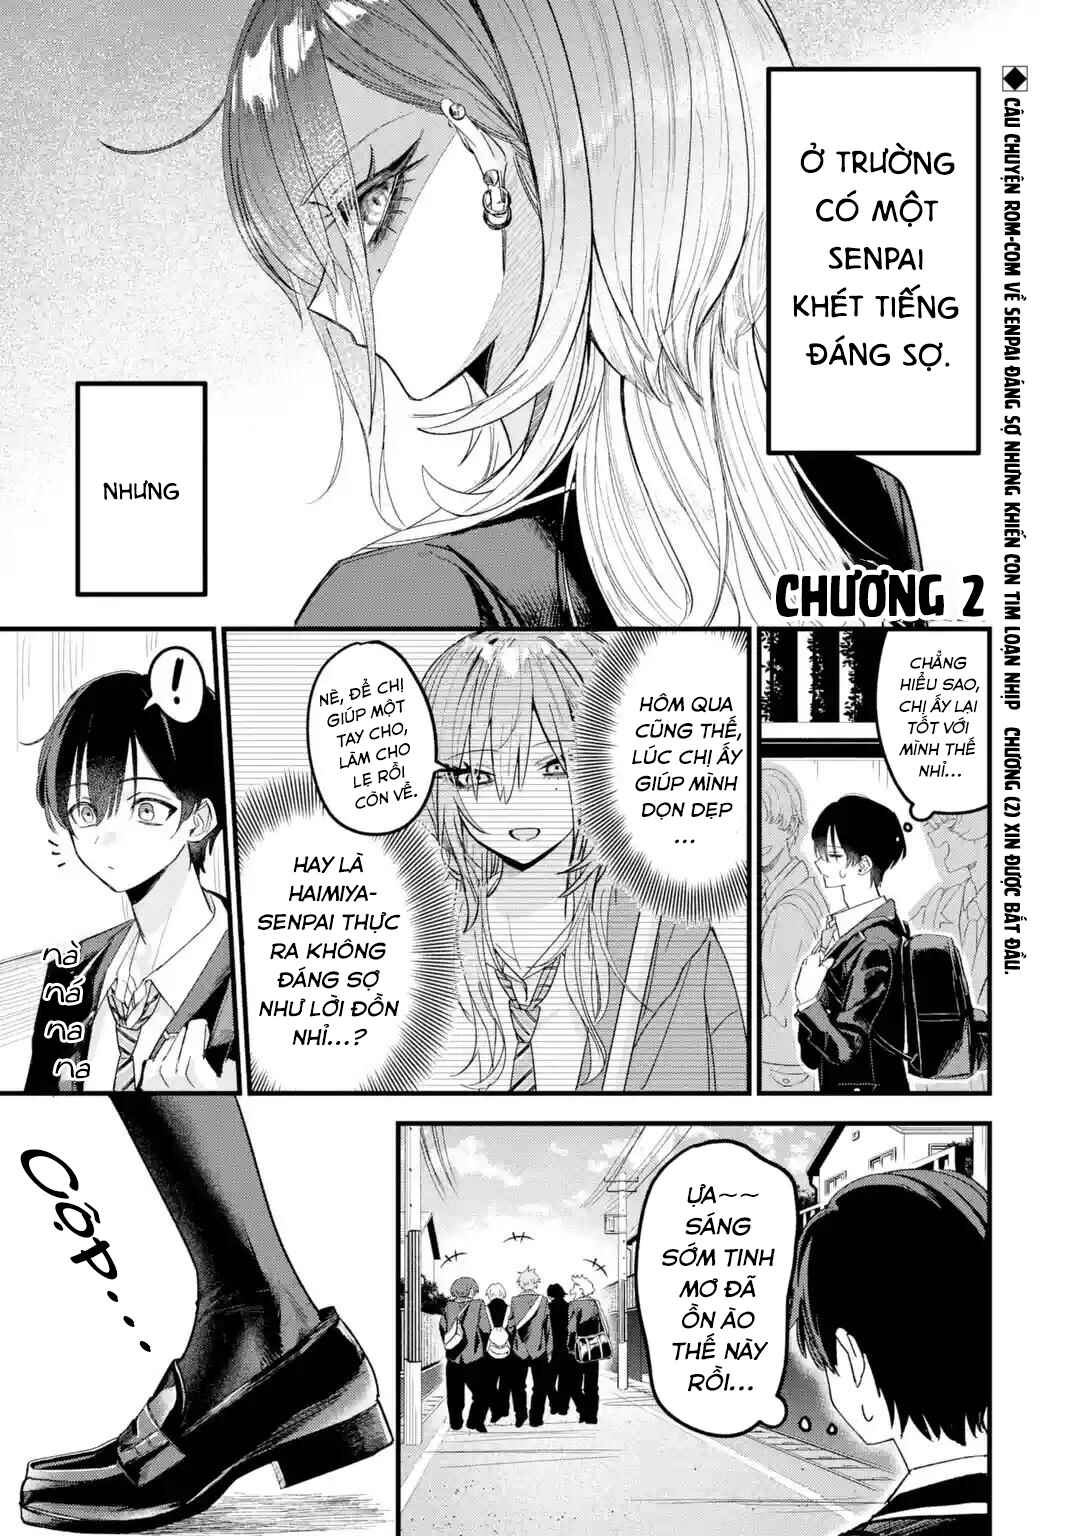 ◆ CÂU CHUYỆN ROM-COM VỀ SENPAI ĐÁNG SỢ NHƯNG KHIẾN CON TIM LOẠN NHỊP CHƯƠNG (2) XIN ĐƯỢC BẮT ĐẦU.
Ở TRƯỜNG
CÓ MỘT
SENPAI
KHÉT TIẾNG
ĐÁNG SỢ.
NHƯNG
CHƯƠNG 2
CHẲNG
HIỂU SAO,
CHỊ ẤY LẠI
TỐT VỚI
MÌNH THẾ
NHỈ...
HÔM QUA
CŨNG THẾ,
LÚC CHỊ ẤY
GIÚP MÌNH
DỌN DẸP
...
NÈ, ĐỂ CHỊ
GIÚP MỘT
TAY CHO,
LÀM CHO
LẸ RỒI
CÒN VỀ.
HAY LÀ
HAIMIYA-
SENPAI THỰC
RA KHÔNG
ĐÁNG SỢ
NHƯ LỜI ĐỒN
NHỈ...?
!
nà
ná
na
na
ỰA~~
SÁNG
SỚM TINH
MƠ ĐÃ
ỒN ÀO
THẾ NÀY
RỒI...
CỘP...